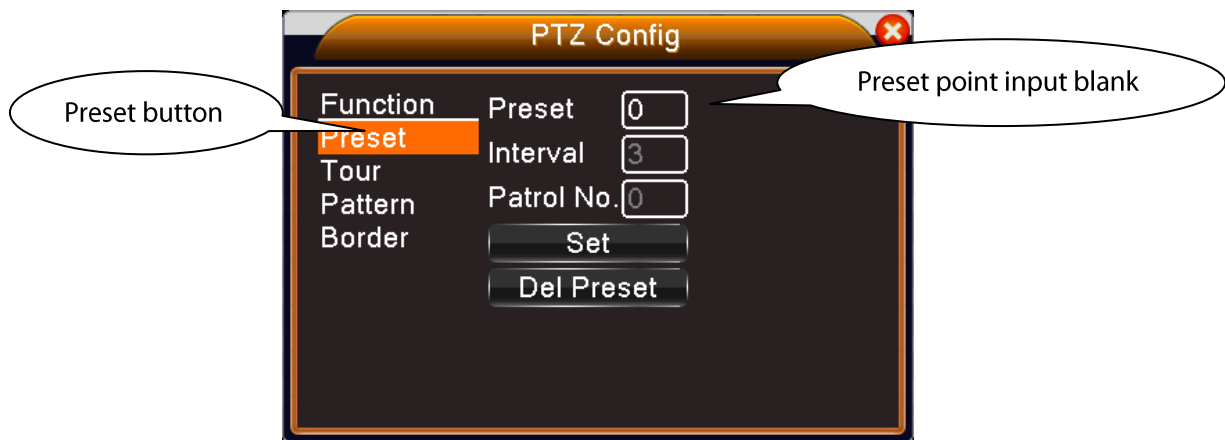 PTZ Config
Preset button
Preset point input blank
Function
Preset
Tour
Pattern
Border
Preset 0
Interval 3
Patrol No. 0
Set
Del Preset